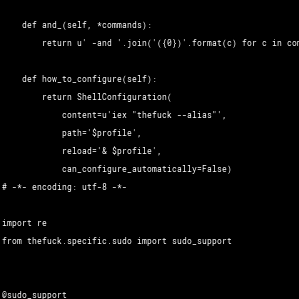 def and_(self, *commands):
return u' -and '.join('({0})'.format(c) for c in
def how_to_configure(self):
return ShellConfiguration(
content=u'iex "thefuck --alias"',
path='$profile',
reload='& $profile',
can_configure_automatically=False)
# -*- encoding: utf-8 -*-
import re
from thefuck.specific.sudo import sudo_support
@sudo_support